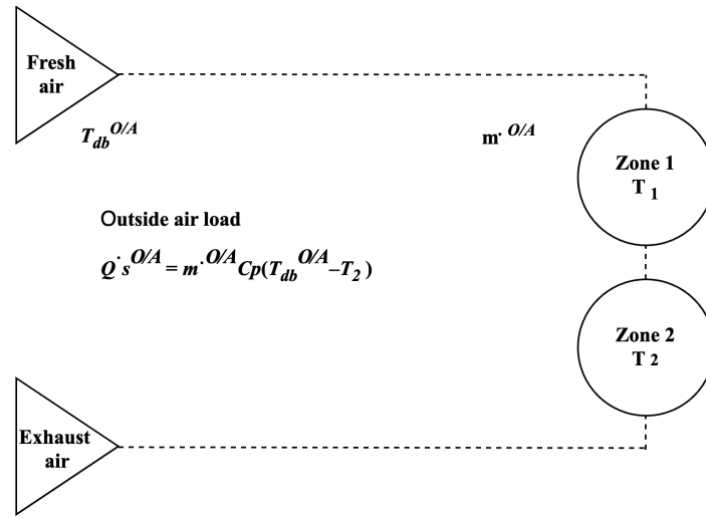 Fresh
air
T_db^O/A
m· ^O/A
Zone 1
T 1
Outside air load
Q·s^O/A = m·^O/A Cp(T_db^O/A–T_2 )
Zone 2
T 2
Exhaust
air